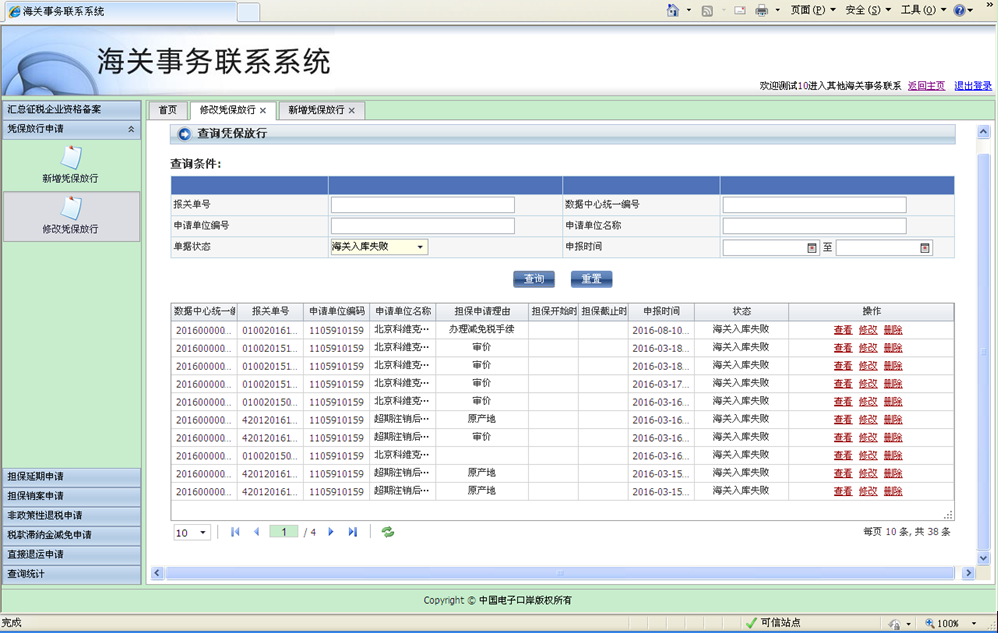 海关事务联系系统
页面(P) 安全(S) 工具(O)
海关事务联系系统
欢迎测试10进入其他海关事务联系 返回主页 退出登录
汇总征税企业资格备案
凭保放行申请
新增凭保放行
修改凭保放行
担保延期申请
担保销案申请
非政策性退税申请
税款滞纳金减免申请
直接退运申请
查询统计
首页 修改凭保放行 × 新增凭保放行 ×
查询凭保放行
查询条件:
报关单号 数据中心统一编号
申请单位编号 申请单位名称
单据状态 海关入库失败 申报时间 至
查询 重置
数据中心统一编 报关单号 申请单位编码 申请单位名称 担保申请理由 担保开始时 担保截止时 申报时间 状态 操作
201600000... 010020161... 1105910159 北京科维克… 办理减免税手续 2016-08-10... 海关入库失败 查看 修改 删除
201600000... 010020151... 1105910159 北京科维克… 审价 2016-03-18... 海关入库失败 查看 修改 删除
201600000... 010020151... 1105910159 北京科维克… 审价 2016-03-18... 海关入库失败 查看 修改 删除
201600000... 010020151... 1105910159 北京科维克… 审价 2016-03-17... 海关入库失败 查看 修改 删除
201600000... 010020150... 1105910159 北京科维克… 审价 2016-03-16... 海关入库失败 查看 修改 删除
201600000... 420120161... 1105910159 超期注销后… 原产地 2016-03-16... 海关入库失败 查看 修改 删除
201600000... 420120161... 1105910159 超期注销后… 审价 2016-03-16... 海关入库失败 查看 修改 删除
201600000... 010020150... 1105910159 北京科维克… 2016-03-16... 海关入库失败 查看 修改 删除
201600000... 420120161... 1105910159 超期注销后… 原产地 2016-03-15... 海关入库失败 查看 修改 删除
201600000... 420120161... 1105910159 超期注销后… 原产地 2016-03-15... 海关入库失败 查看 修改 删除
10 1 / 4 每页 10 条, 共 38 条
Copyright © 中国电子口岸版权所有
完成 可信站点 100%